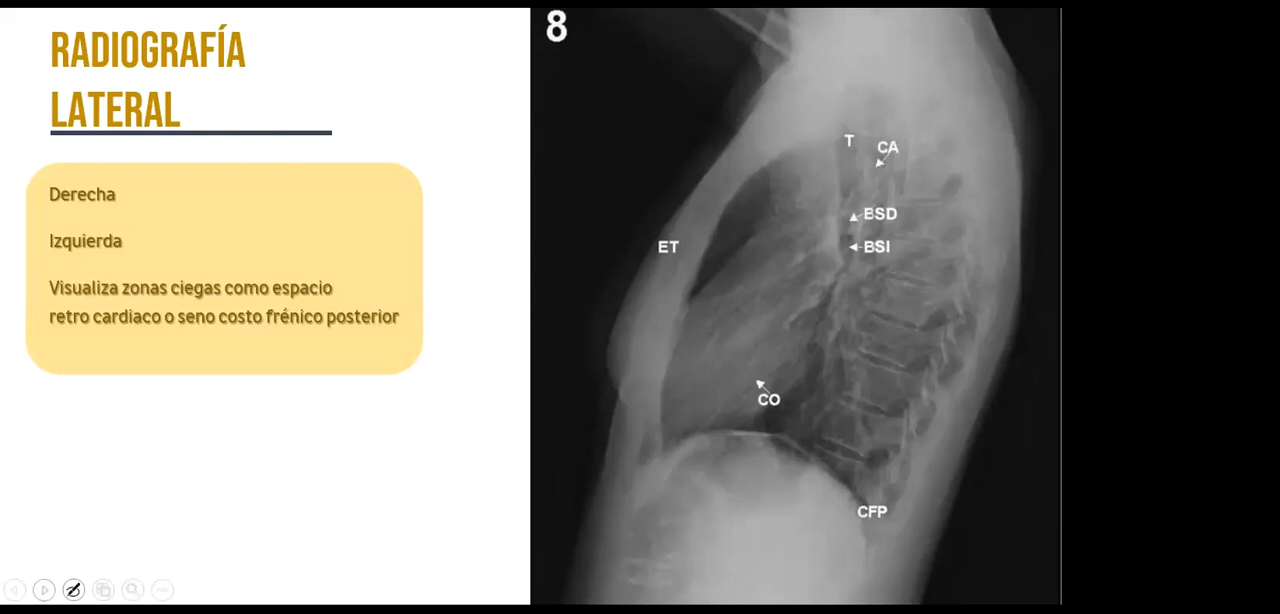 RADIOGRAFÍA
LATERAL
Derecha
Izquierda
Visualiza zonas ciegas como espacio
retro cardiaco o seno costo frénico posterior
8
T
CA
BSD
ET
BSI
CO
CFP